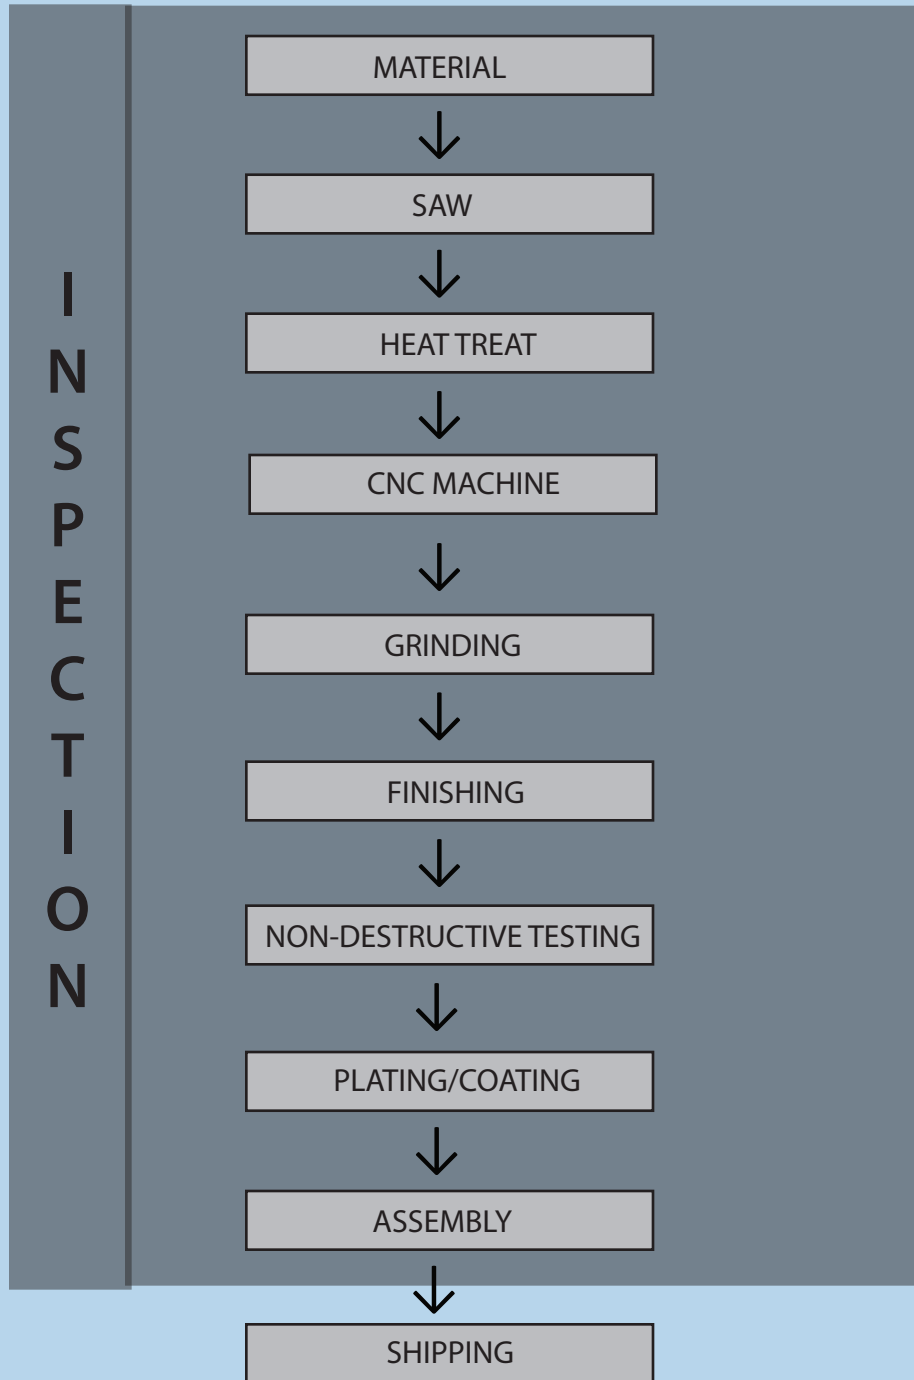 INSPECTION
MATERIAL
SAW
HEAT TREAT
CNC MACHINE
GRINDING
FINISHING
NON-DESTRUCTIVE TESTING
PLATING/COATING
ASSEMBLY
SHIPPING